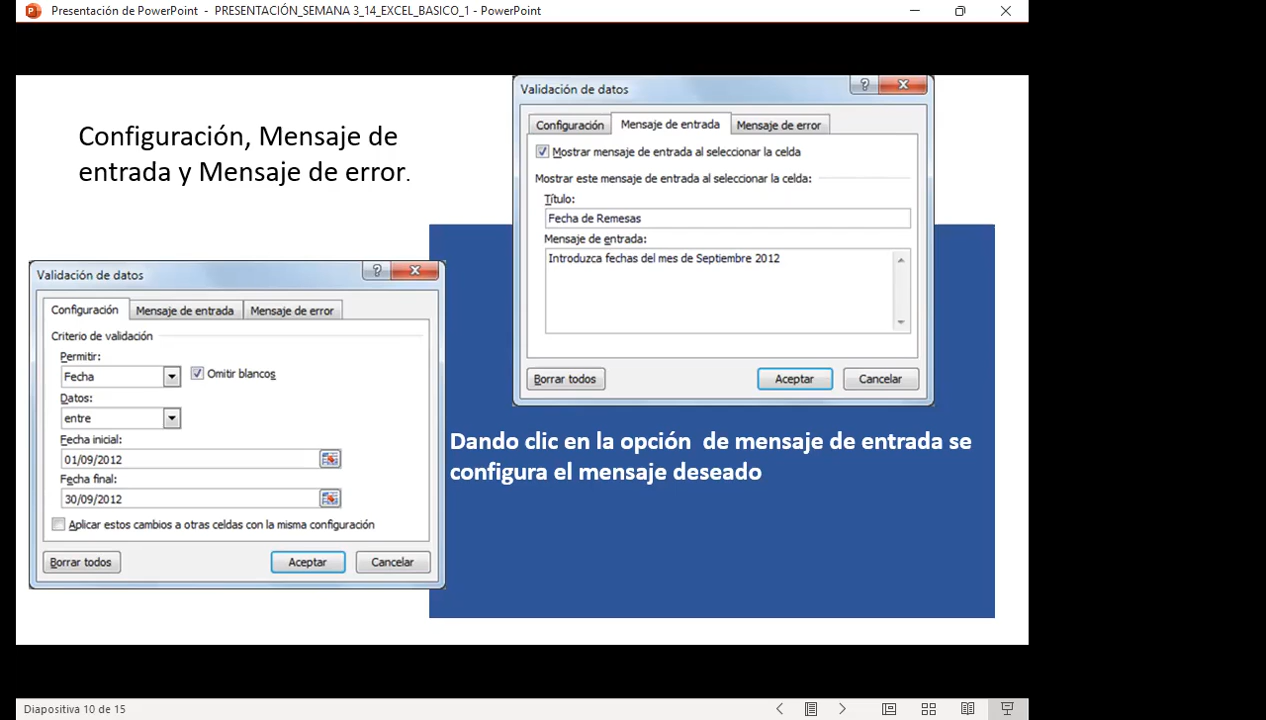 Presentación de PowerPoint - PRESENTACIÓN_SEMANA 3_14_EXCEL_BASICO_1 - PowerPoint
Configuración, Mensaje de
entrada y Mensaje de error.
Validación de datos
Configuración Mensaje de entrada Mensaje de error
Mostrar mensaje de entrada al seleccionar la celda
Mostrar este mensaje de entrada al seleccionar la celda:
Título:
Fecha de Remesas
Mensaje de entrada:
Introduzca fechas del mes de Septiembre 2012
Borrar todos Aceptar Cancelar
Validación de datos
Configuración Mensaje de entrada Mensaje de error
Criterio de validación
Permitir:
Fecha Omitir blancos
Datos:
entre
Fecha inicial:
01/09/2012
Fecha final:
30/09/2012
Aplicar estos cambios a otras celdas con la misma configuración
Borrar todos Aceptar Cancelar
Dando clic en la opción de mensaje de entrada se
configura el mensaje deseado
Diapositiva 10 de 15